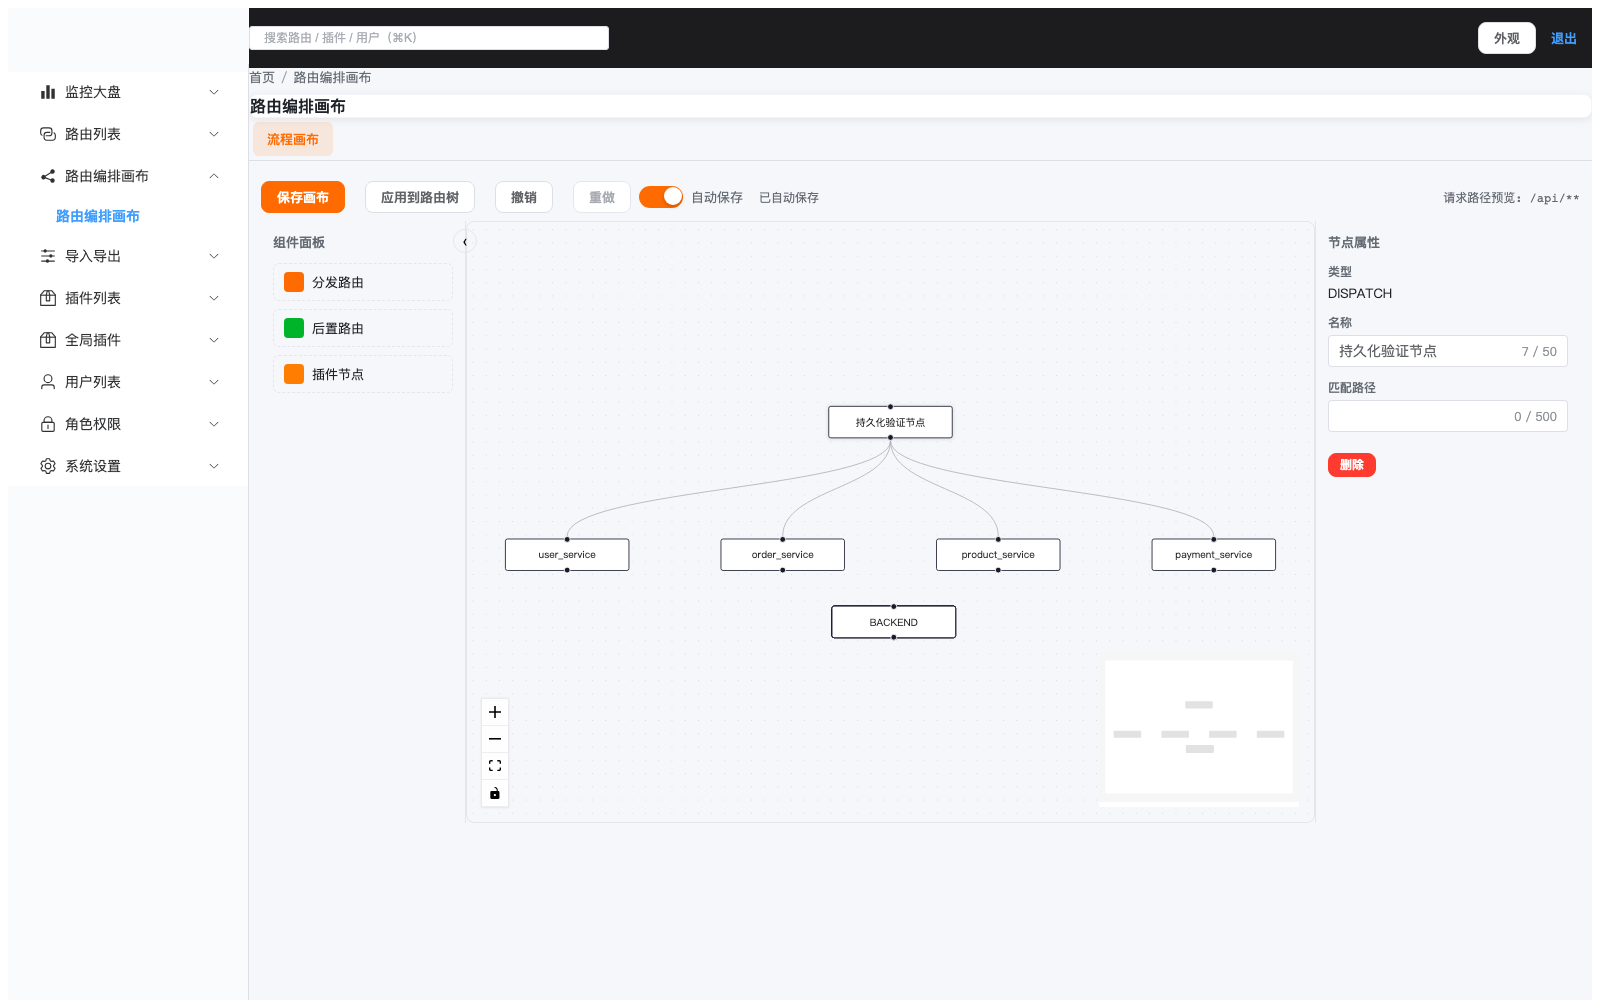 搜索路由 / 插件 / 用户（⌘K）
外观
退出
监控大盘
路由列表
路由编排画布
路由编排画布
导入导出
插件列表
全局插件
用户列表
角色权限
系统设置
首页 / 路由编排画布
路由编排画布
流程画布
保存画布
应用到路由树
撤销
重做
自动保存
已自动保存
请求路径预览: /api/**
组件面板
分发路由
后置路由
插件节点
持久化验证节点
user_service
order_service
product_service
payment_service
BACKEND
节点属性
类型
DISPATCH
名称
持久化验证节点
7 / 50
匹配路径
0 / 500
删除